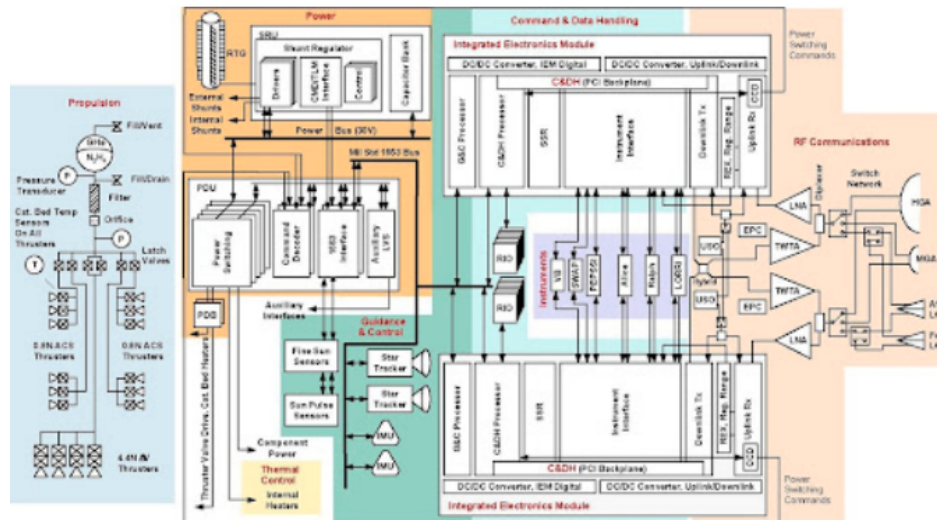 Power
Command & Data Handling
Power
Switching
Commands
SRU
Shunt Regulator
RTG
Drivers
CMD/TLM
Interface
Control
Capacitor Bank
External
Shunts
Internal
Shunts
Power Bus (30V)
Mil Std 1553 Bus
Integrated Electronics Module
DC/DC Converter, IEM Digital
DC/DC Converter, Uplink/Downlink
C&DH (PCI Backplane)
G&C Processor
C&DH Processor
SSR
Instrument
Interface
Downlink Tx
REX, Reg. Range
Uplink Rx
CCD
Propulsion
Fill/Vent
N₂H₄
Pressure
Transducer
P
Fill/Drain
Filter
Orifice
Cat. Bed Temp
Sensors
On All
Thrusters
P
Latch
Valves
T
0.8N ACS
Thrusters
0.8N ACS
Thrusters
4.4N ΔV
Thrusters
PDU
Power
Switching
Command
Decoder
1553
Interface
Auxiliary
LVS
PDB
Auxiliary
Interfaces
Thruster Valve Drive, Cat. Bed Heaters
Guidance
& Control
Fine Sun
Sensors
Sun Pulse
Sensors
Star
Tracker
Star
Tracker
IMU
IMU
Component
Power
Thermal
Control
Internal
Heaters
RIO
RIO
Instruments
VB
SWAP
PEPSSI
Alice
Ralph
LORRI
RF Communications
Switch
Network
Diplexer
LNA
HGA
USO
EPC
TWTA
MGA
Hybrid
USO
EPC
TWTA
LNA
G&C Processor
C&DH Processor
SSR
Instrument
Interface
Downlink Tx
REX, Reg. Range
Uplink Rx
CCD
C&DH (PCI Backplane)
DC/DC Converter, IEM Digital
DC/DC Converter, Uplink/Downlink
Integrated Electronics Module
Power
Switching
Commands